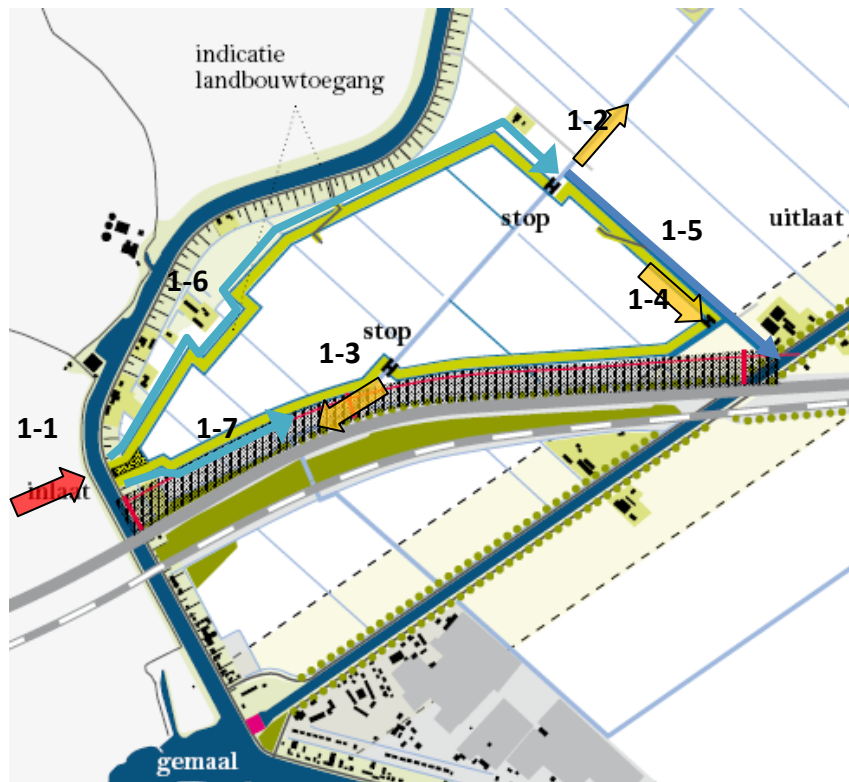 indicatie
landbouwtoegang
1-2
stop
1-5
uitlaat
1-6
1-4
stop
1-3
1-1
1-7
inlaat
gemaal